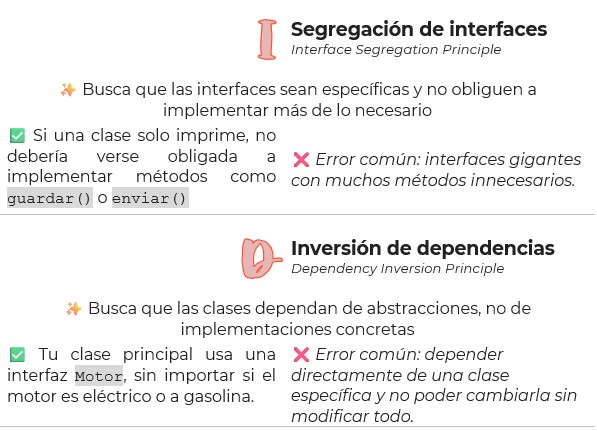 I
Segregación de interfaces
Interface Segregation Principle
✨ Busca que las interfaces sean específicas y no obliguen a
implementar más de lo necesario
✅ Si una clase solo imprime, no
debería verse obligada a
implementar métodos como
guardar() o enviar()
❌ Error común: interfaces gigantes
con muchos métodos innecesarios.
D
Inversión de dependencias
Dependency Inversion Principle
✨ Busca que las clases dependan de abstracciones, no de
implementaciones concretas
✅ Tu clase principal usa una
interfaz Motor, sin importar si el
motor es eléctrico o a gasolina.
❌ Error común: depender
directamente de una clase
específica y no poder cambiarla sin
modificar todo.